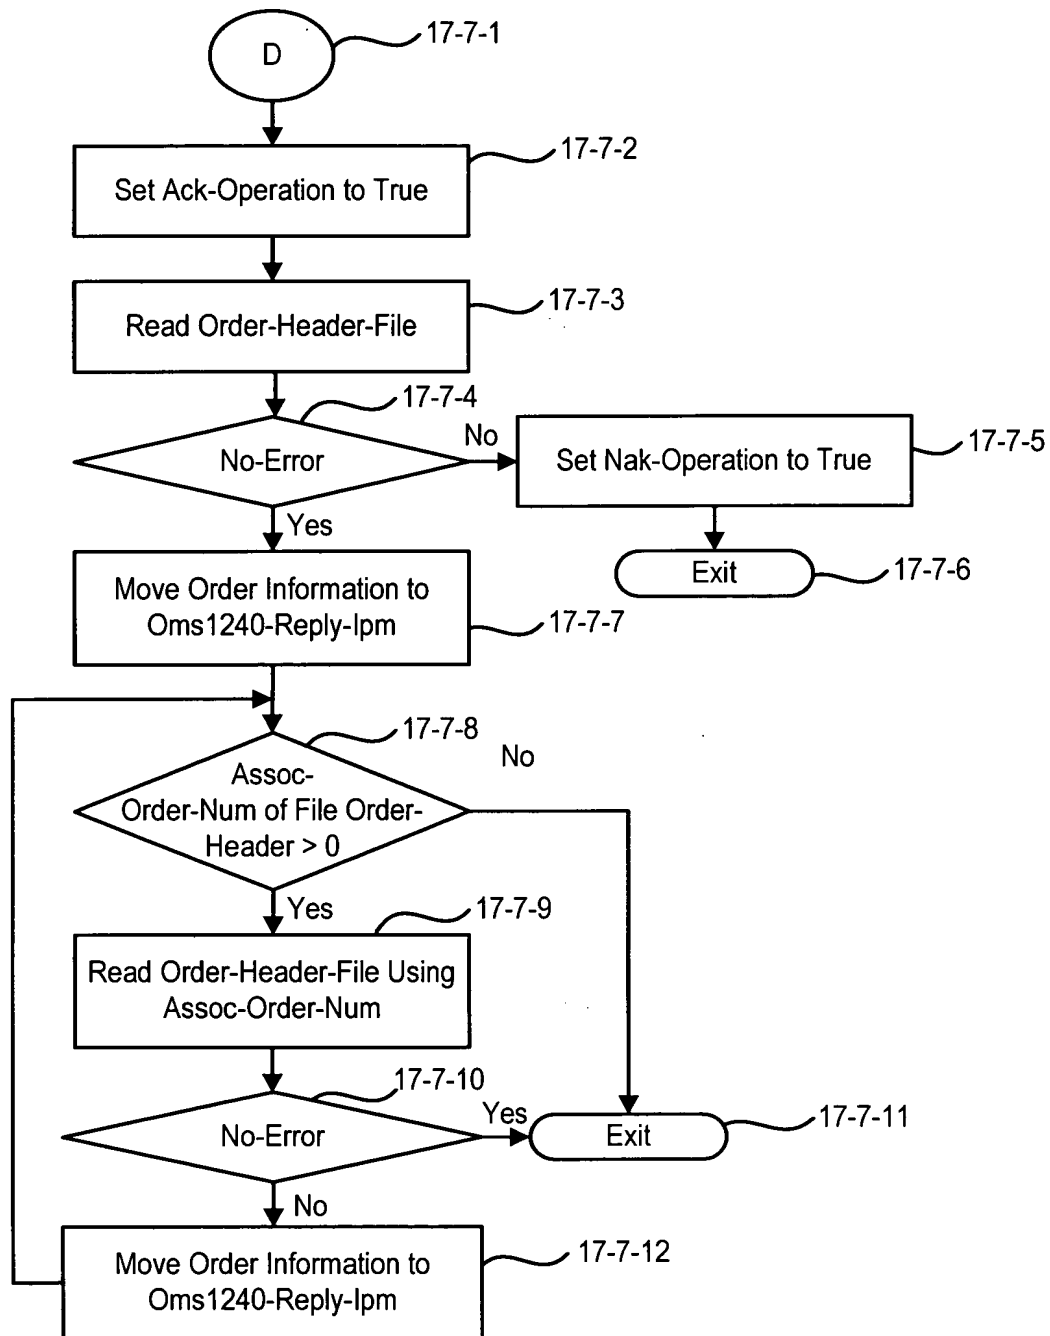 D
17-7-1
17-7-2
Set Ack-Operation to True
17-7-3
Read Order-Header-File
17-7-4
No-Error
No
Set Nak-Operation to True
17-7-5
Yes
Exit
17-7-6
Move Order Information to
Oms1240-Reply-Ipm
17-7-7
17-7-8
No
Assoc-
Order-Num of File Order-
Header > 0
Yes
17-7-9
Read Order-Header-File Using
Assoc-Order-Num
17-7-10
No-Error
Yes
Exit
17-7-11
No
Move Order Information to
Oms1240-Reply-Ipm
17-7-12